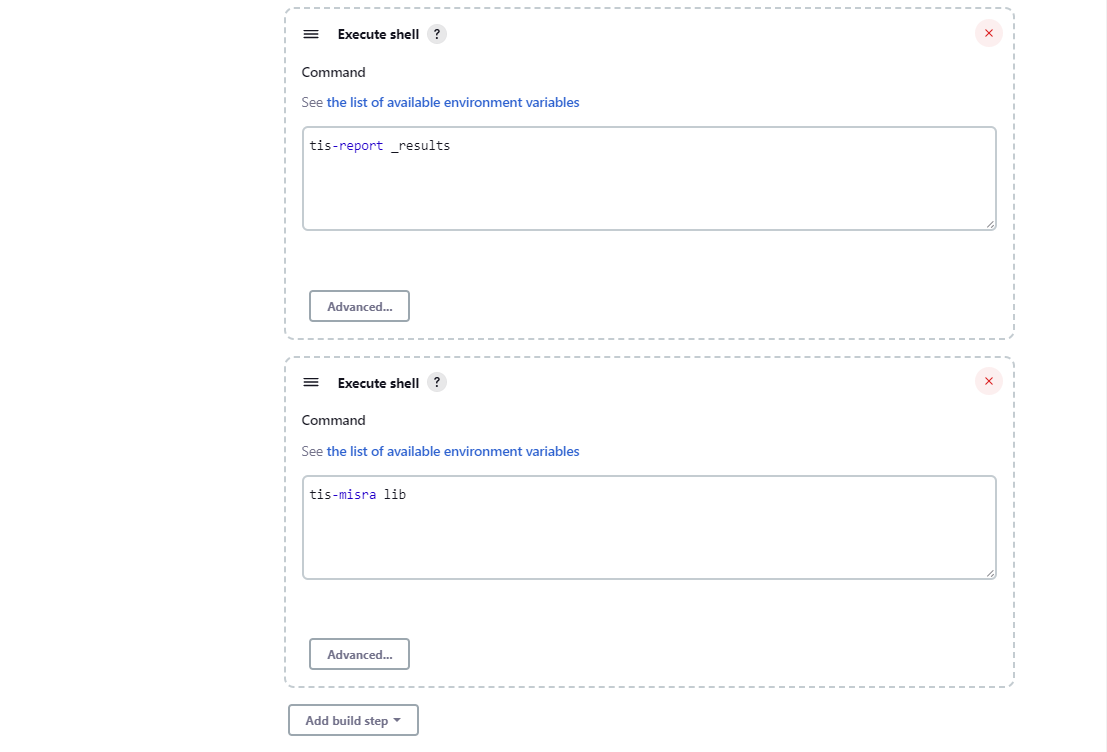 Execute shell ?
Command
See the list of available environment variables
tis-report _results
Advanced...
Execute shell ?
Command
See the list of available environment variables
tis-misra lib
Advanced...
Add build step